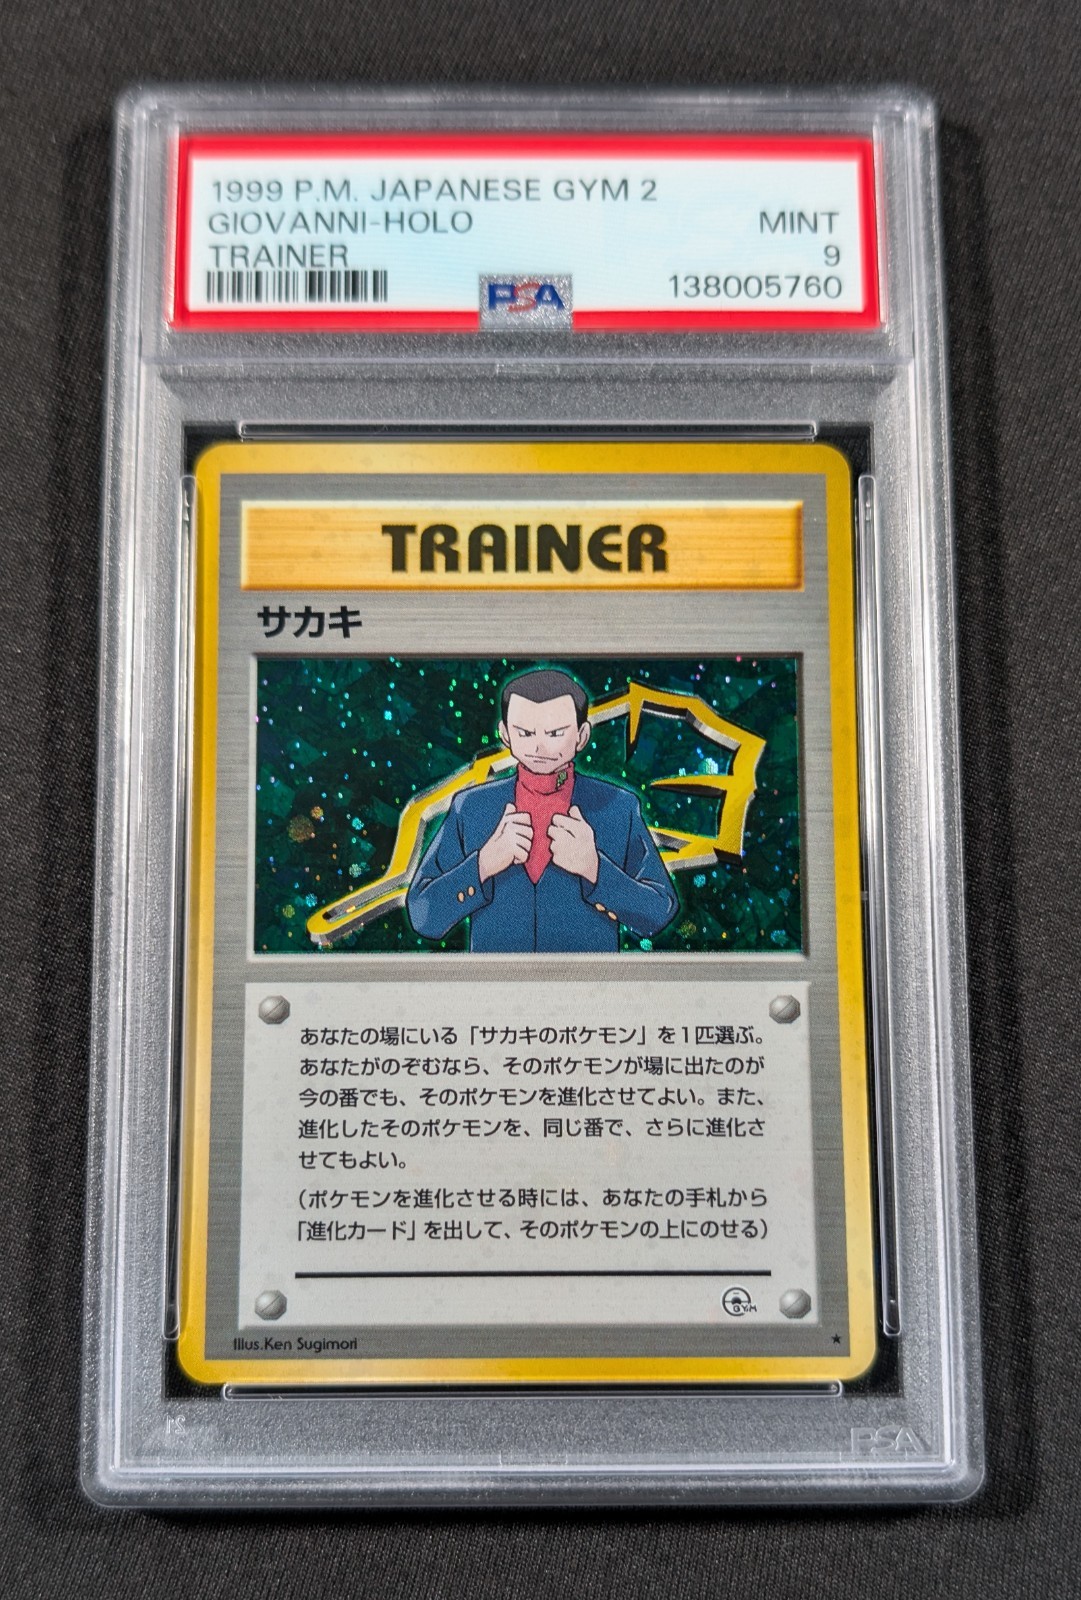 1999 P.M. JAPANESE GYM 2
GIOVANNI-HOLO MINT
TRAINER 9
PSA 138005760
TRAINER
サカキ
あなたの場にいる「サカキのポケモン」を1匹選ぶ。
あなたがのぞむなら、そのポケモンが場に出たのが
今の番でも、そのポケモンを進化させてよい。また、
進化したそのポケモンを、同じ番で、さらに進化さ
せてもよい。
(ポケモンを進化させる時には、あなたの手札から
「進化カード」を出して、そのポケモンの上にのせる)
GYM
Illus.Ken Sugimori ★
PSA